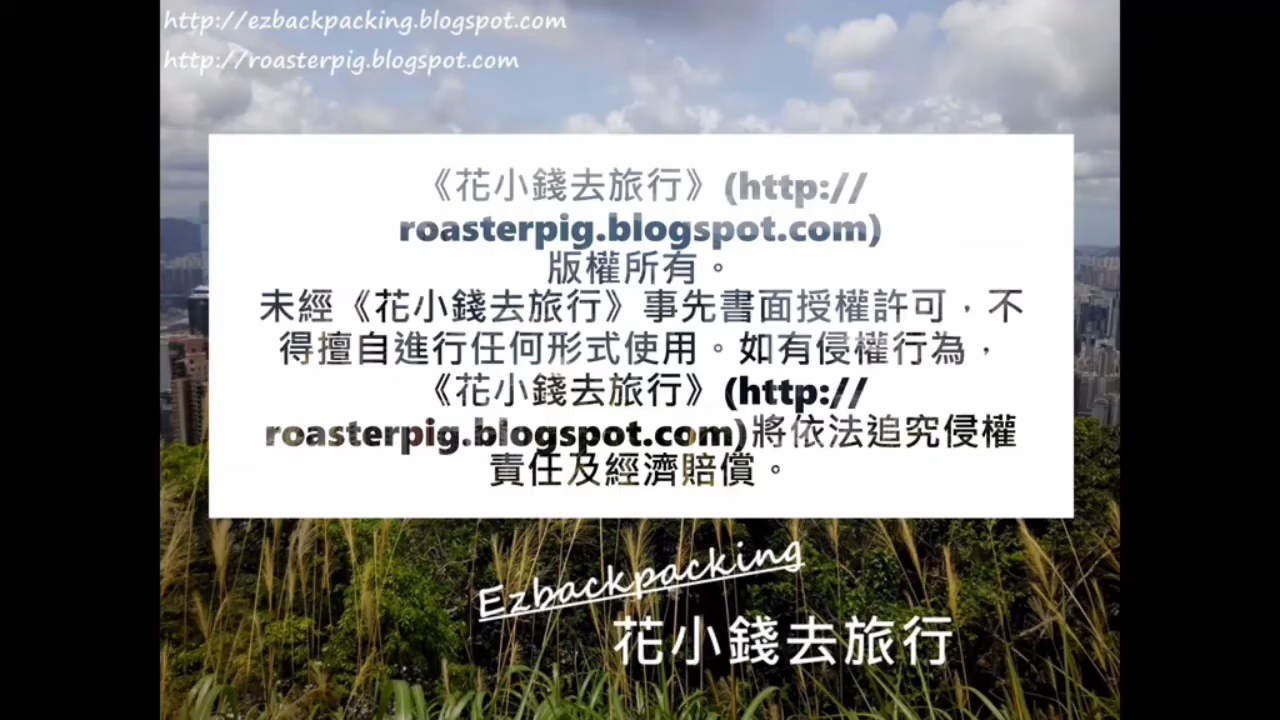 http://ezbackpacking.blogspot.com
http://roasterpig.blogspot.com
《花小錢去旅行》(http://
roasterpig.blogspot.com)
版權所有。
未經《花小錢去旅行》事先書面授權許可，不
得擅自進行任何形式使用。如有侵權行為，
《花小錢去旅行》(http://
roasterpig.blogspot.com)將依法追究侵權
責任及經濟賠償。
Ezbackpacking
花小錢去旅行